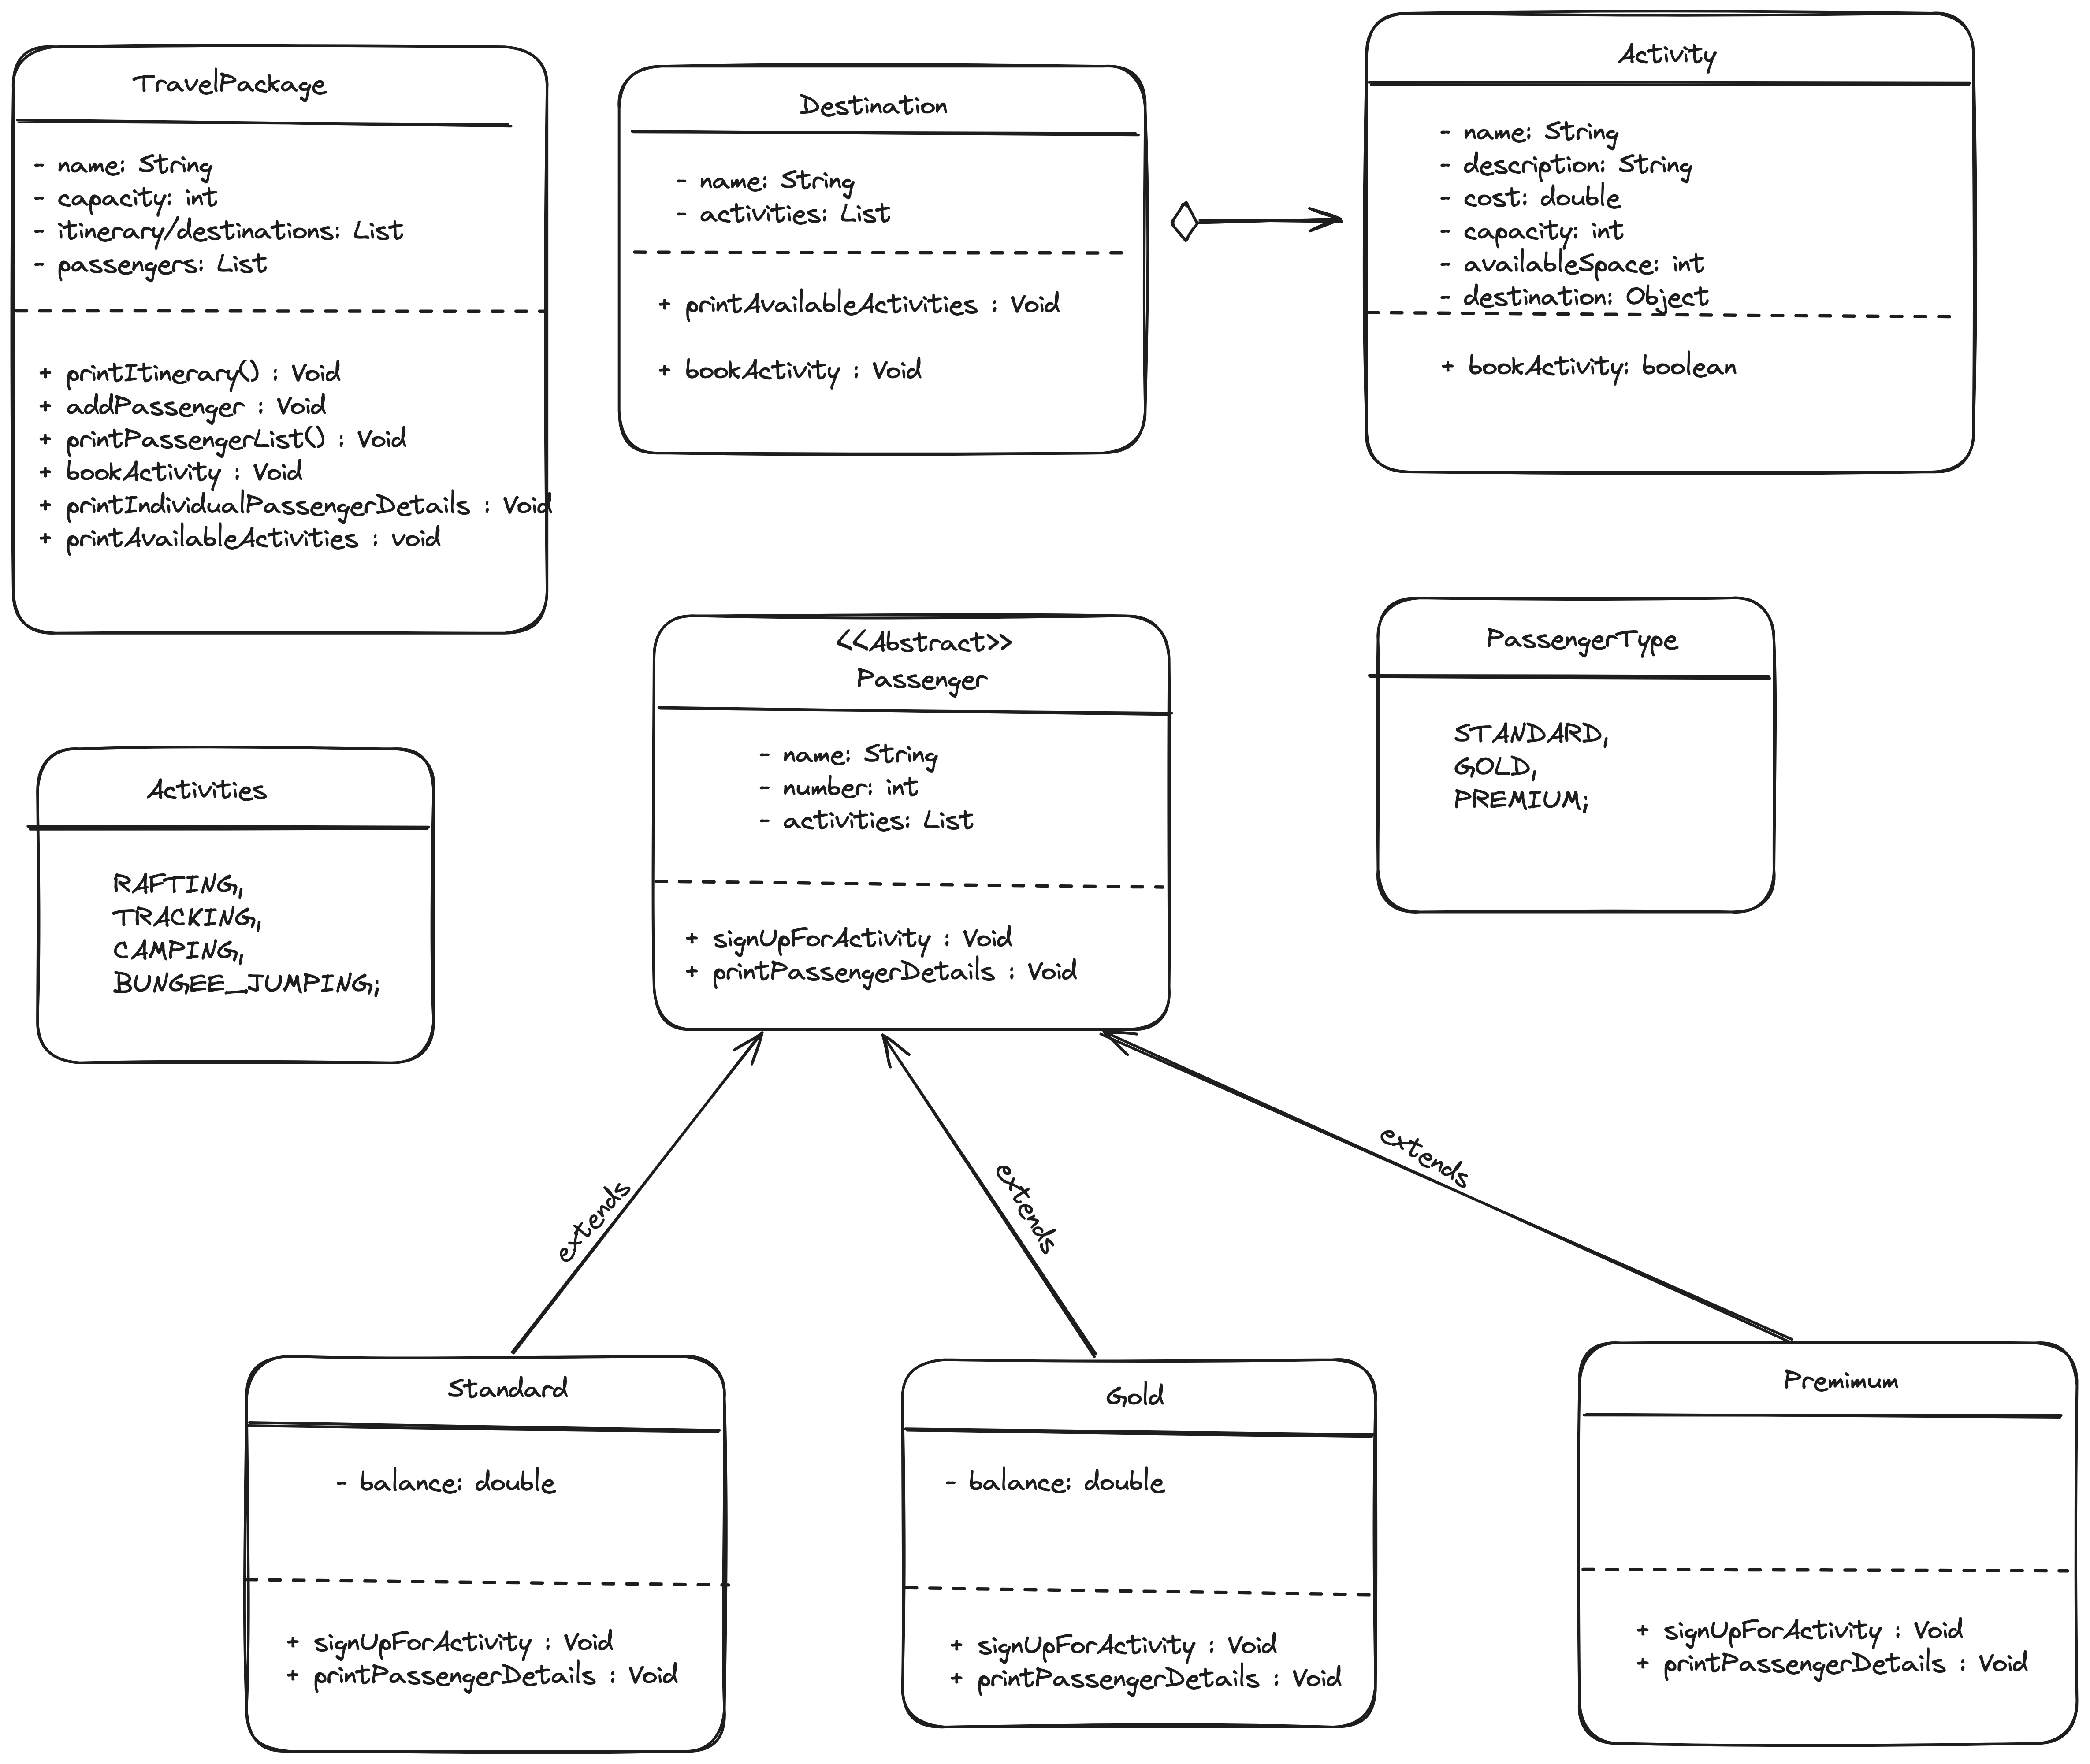 TravelPackage
- name: String
- capacity: int
- itinerary/destinations: List
- passengers: List
+ printItinerary() : Void
+ addPassenger : Void
+ printPassengerList() : Void
+ bookActivity : Void
+ printIndividualPassengerDetails : Void
+ printAvailableActivities : void
Destination
- name: String
- activities: List
+ printAvailableActivities : Void
+ bookActivity : Void
Activity
- name: String
- description: String
- cost: double
- capacity: int
- availableSpace: int
- destination: Object
+ bookActivity: boolean
Activities
RAFTING,
TRACKING,
CAMPING,
BUNGEE_JUMPING;
<<Abstract>>
Passenger
- name: String
- number: int
- activities: List
+ signUpForActivity : Void
+ printPassengerDetails : Void
PassengerType
STANDARD,
GOLD,
PREMIUM;
extends
extends
extends
Standard
- balance: double
+ signUpForActivity : Void
+ printPassengerDetails : Void
Gold
- balance: double
+ signUpForActivity : Void
+ printPassengerDetails : Void
Premimum
+ signUpForActivity : Void
+ printPassengerDetails : Void